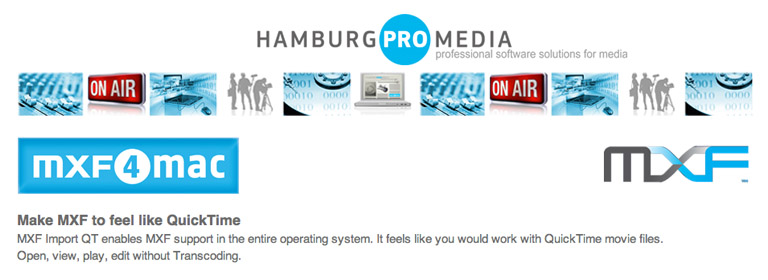 HAMBURG PRO MEDIA
professional software solutions for media
ON AIR
ON AIR
ON AIR
mxf4mac
MXF
Make MXF to feel like QuickTime
MXF Import QT enables MXF support in the entire operating system. It feels like you would work with QuickTime movie files.
Open, view, play, edit without Transcoding.